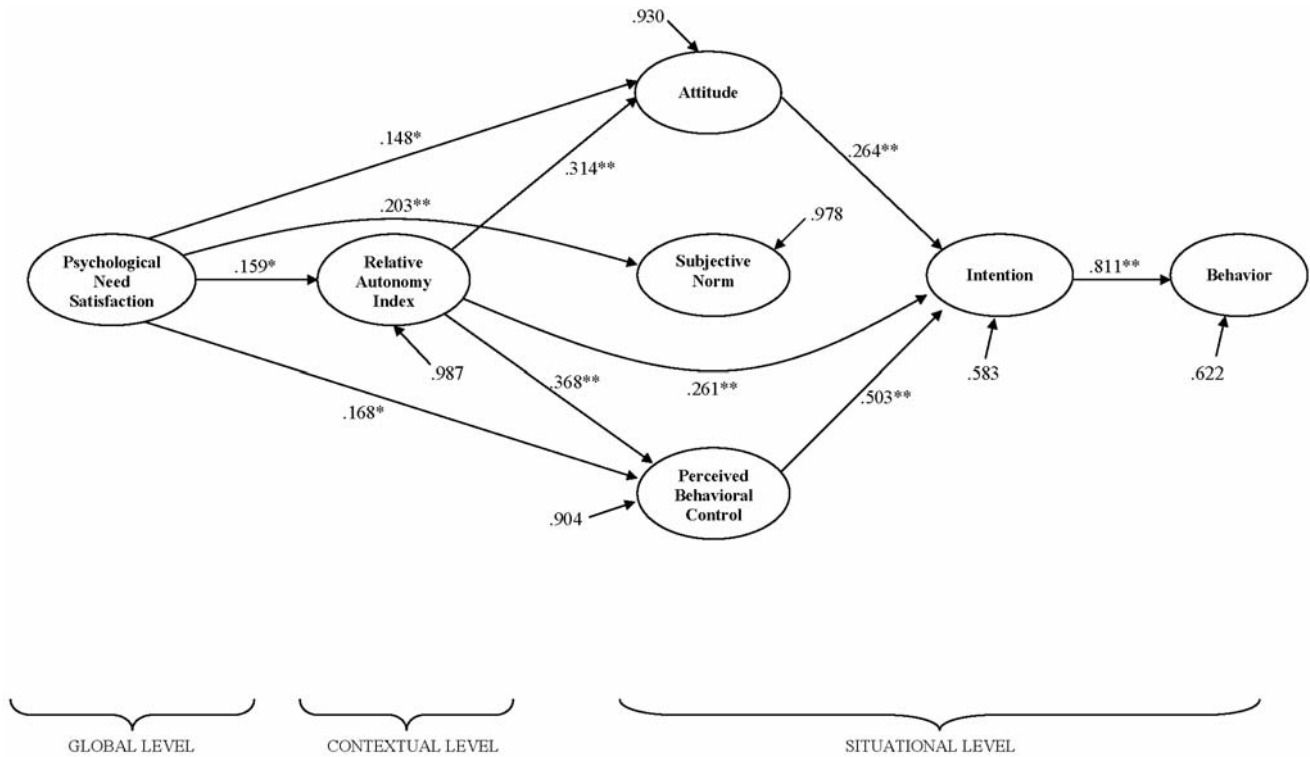 .930
Attitude
.148*
.264**
.314**
.203**
.978
Psychological
Need
Satisfaction
.159*
Relative
Autonomy
Index
Subjective
Norm
Intention
.811**
Behavior
.987
.368**
.261**
.583
.622
.168*
.503**
Perceived
Behavioral
Control
.904
GLOBAL LEVEL
CONTEXTUAL LEVEL
SITUATIONAL LEVEL